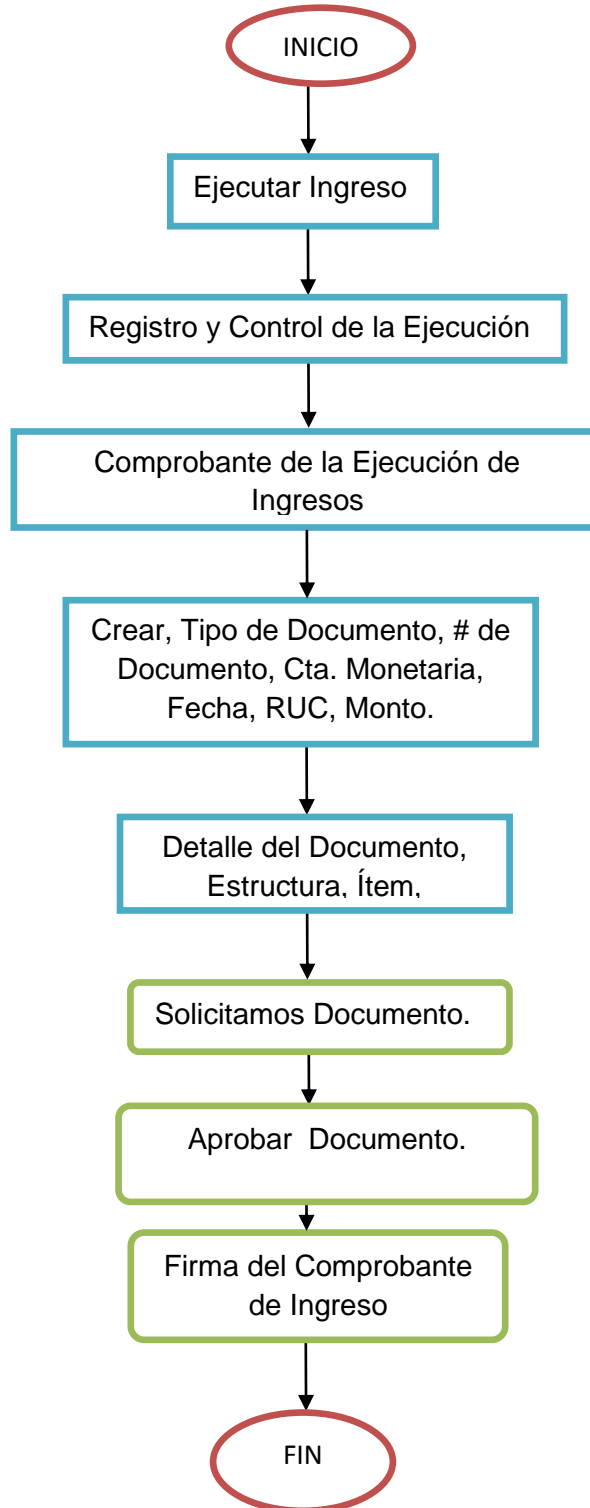 INICIO
Ejecutar Ingreso
Registro y Control de la Ejecución
Comprobante de la Ejecución de
Ingresos
Crear, Tipo de Documento, # de
Documento, Cta. Monetaria,
Fecha, RUC, Monto.
Detalle del Documento,
Estructura, Ítem,
Solicitamos Documento.
Aprobar  Documento.
Firma del Comprobante
de Ingreso
FIN